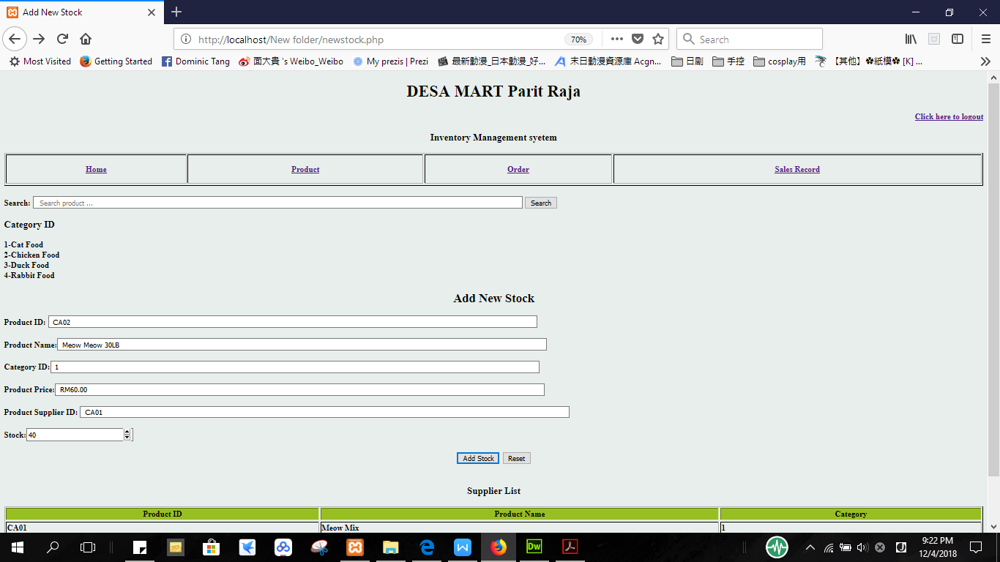 Add New Stock
http://localhost/New folder/newstock.php
70%
Search
Most Visited
Getting Started
Dominic Tang
面大貴 's Weibo_Weibo
My prezis | Prezi
最新動漫_日本動漫_好...
末日動漫資源庫 Acgn...
日剧
手控
cosplay用
【其他】✽紙模✽ [K] ...
DESA MART Parit Raja
Click here to logout
Inventory Management syetem
Home
Product
Order
Sales Record
Search: Search product ... Search
Category ID
1-Cat Food
2-Chicken Food
3-Duck Food
4-Rabbit Food
Add New Stock
Product ID: CA02
Product Name: Meow Meow 30LB
Category ID: 1
Product Price: RM60.00
Product Supplier ID: CA01
Stock: 40
Add Stock Reset
Supplier List
Product ID Product Name Category
CA01 Meow Mix 1
Dw
9:22 PM
12/4/2018